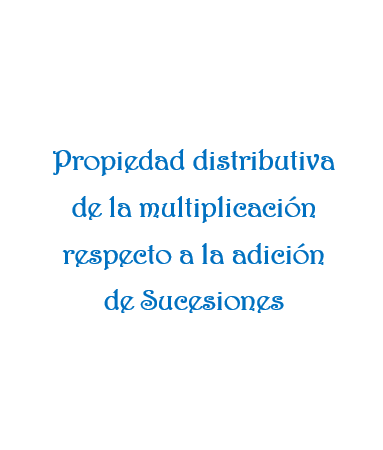 Propiedad distributiva
de la multiplicación
respecto a la adición
de Sucesiones